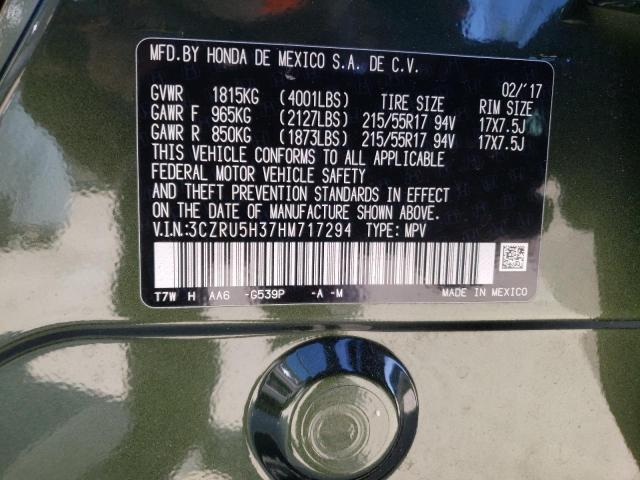 MFD.BY HONDA DE MEXICO S.A. DE C.V.
02/'17
GVWR 1815KG (4001LBS) TIRE SIZE RIM SIZE
GAWR F 965KG (2127LBS) 215/55R17 94V 17X7.5J
GAWR R 850KG (1873LBS) 215/55R17 94V 17X7.5J
THIS VEHICLE CONFORMS TO ALL APPLICABLE
FEDERAL MOTOR VEHICLE SAFETY
AND THEFT PREVENTION STANDARDS IN EFFECT
ON THE DATE OF MANUFACTURE SHOWN ABOVE.
V.I.N.:3CZRU5H37HM717294 TYPE: MPV
T7W H AA6 -G539P -A -M MADE IN MEXICO